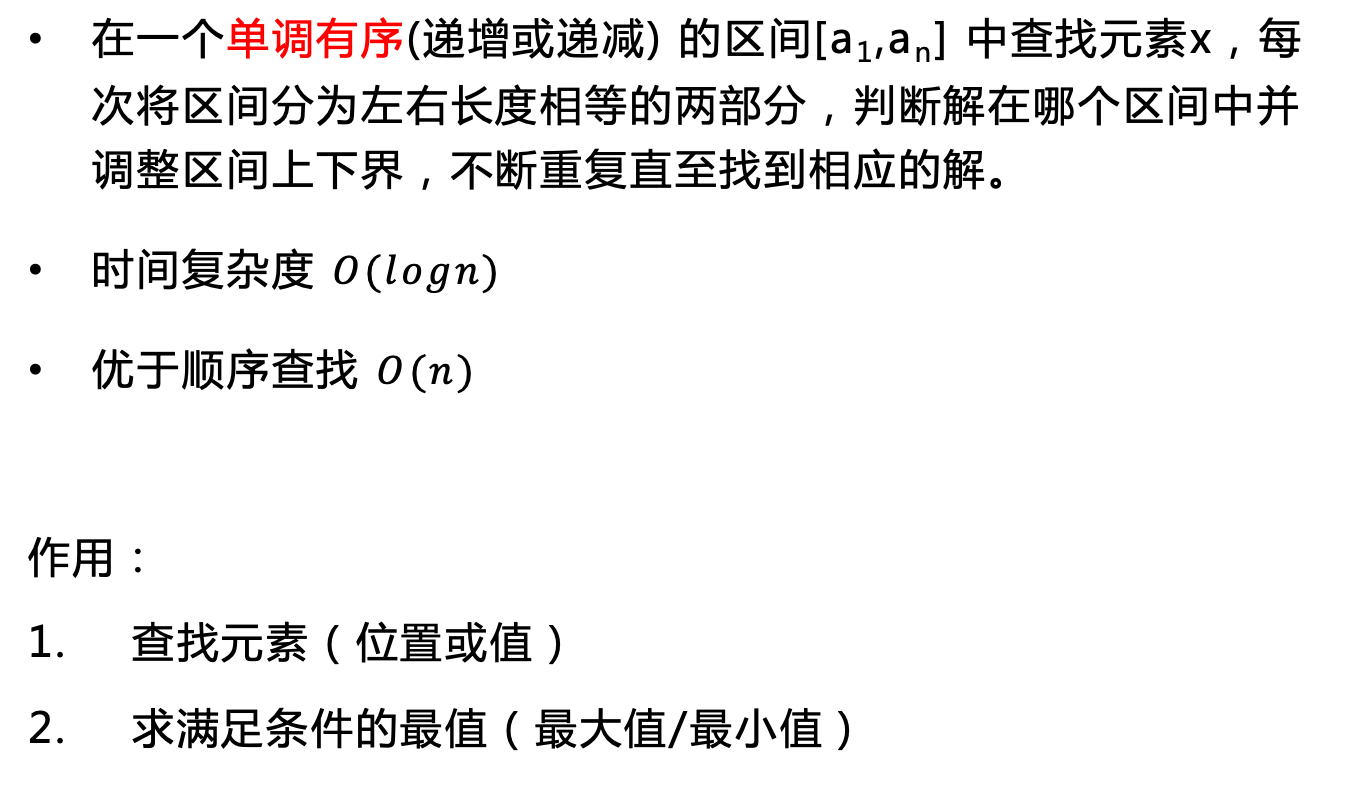 • 在一个单调有序(递增或递减) 的区间[a₁,aₙ] 中查找元素x，每
次将区间分为左右长度相等的两部分，判断解在哪个区间中并
调整区间上下界，不断重复直至找到相应的解。
• 时间复杂度 O(logn)
• 优于顺序查找 O(n)
作用：
1. 查找元素（位置或值）
2. 求满足条件的最值（最大值/最小值）